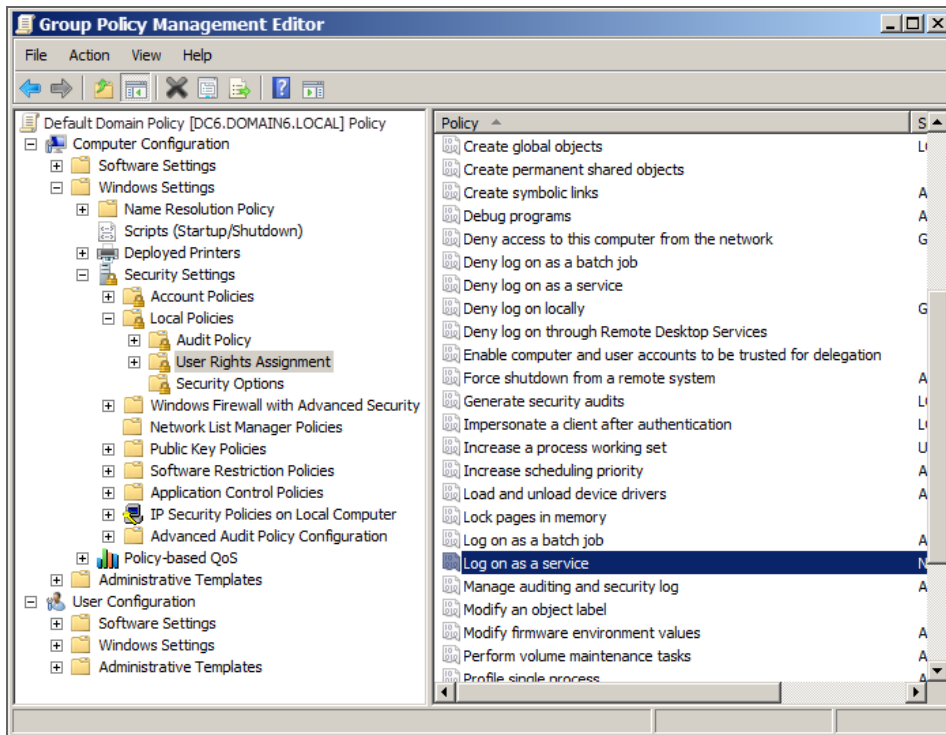 Group Policy Management Editor
File Action View Help
Default Domain Policy [DC6.DOMAIN6.LOCAL] Policy
Computer Configuration
Software Settings
Windows Settings
Name Resolution Policy
Scripts (Startup/Shutdown)
Deployed Printers
Security Settings
Account Policies
Local Policies
Audit Policy
User Rights Assignment
Security Options
Windows Firewall with Advanced Security
Network List Manager Policies
Public Key Policies
Software Restriction Policies
Application Control Policies
IP Security Policies on Local Computer
Advanced Audit Policy Configuration
Policy-based QoS
Administrative Templates
User Configuration
Software Settings
Windows Settings
Administrative Templates
Policy S
Create global objects
Create permanent shared objects
Create symbolic links A
Debug programs A
Deny access to this computer from the network G
Deny log on as a batch job
Deny log on as a service
Deny log on locally G
Deny log on through Remote Desktop Services
Enable computer and user accounts to be trusted for delegation
Force shutdown from a remote system A
Generate security audits
Impersonate a client after authentication
Increase a process working set U
Increase scheduling priority A
Load and unload device drivers A
Lock pages in memory
Log on as a batch job A
Log on as a service N
Manage auditing and security log A
Modify an object label
Modify firmware environment values A
Perform volume maintenance tasks A
Profile single process A